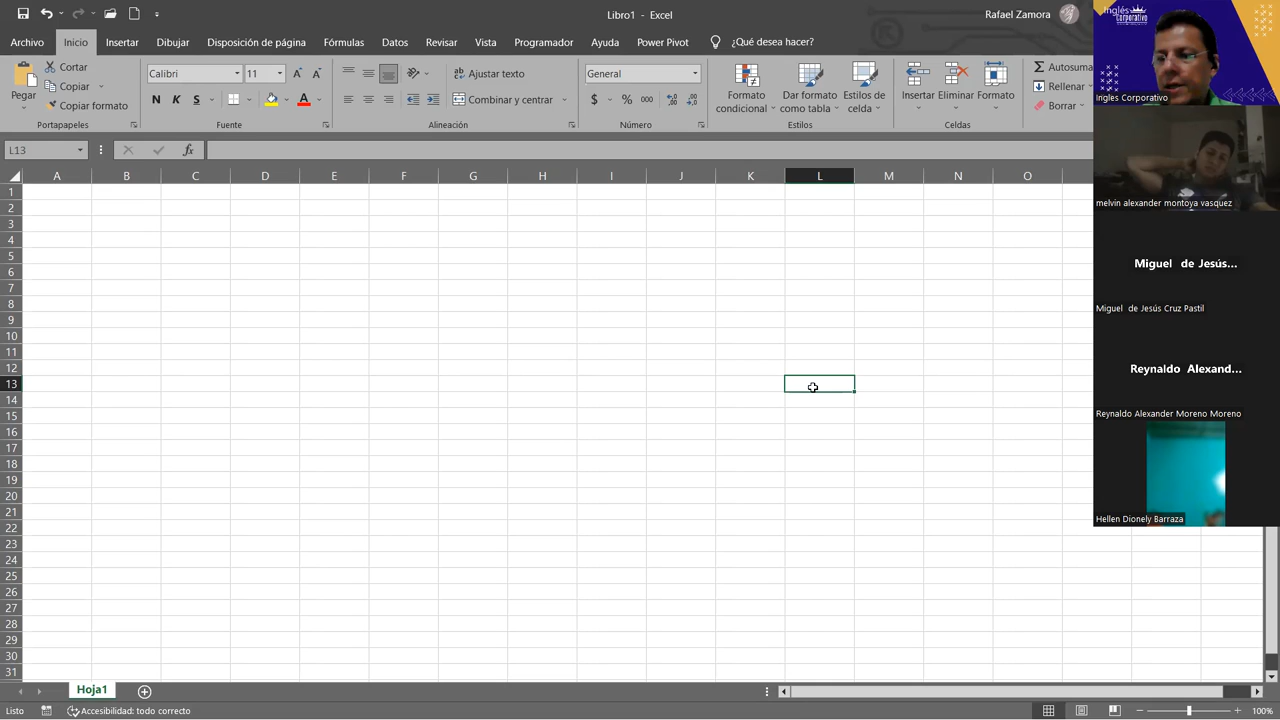 Libro1 - Excel
Rafael Zamora
Archivo Inicio Insertar Dibujar Disposición de página Fórmulas Datos Revisar Vista Programador Ayuda Power Pivot ¿Qué desea hacer?
Pegar
Cortar
Copiar
Copiar formato
Portapapeles
Calibri 11
N K S
Fuente
Ajustar texto
Combinar y centrar
Alineación
General
$ % 000
Número
Formato condicional
Dar formato como tabla
Estilos de celda
Estilos
Insertar Eliminar Formato
Celdas
Autosuma
Rellenar
Borrar
L13
fx
A B C D E F G H I J K L M N O
1
2
3
4
5
6
7
8
9
10
11
12
13
14
15
16
17
18
19
20
21
22
23
24
25
26
27
28
29
30
31
Hoja1
Listo
Accesibilidad: todo correcto
100%
Inglés
Corporativo
Ingles Corporativo
melvin alexander montoya vasquez
Miguel de Jesús...
Miguel de Jesús Cruz Pastil
Reynaldo Alexand...
Reynaldo Alexander Moreno Moreno
Hellen Dionely Barraza